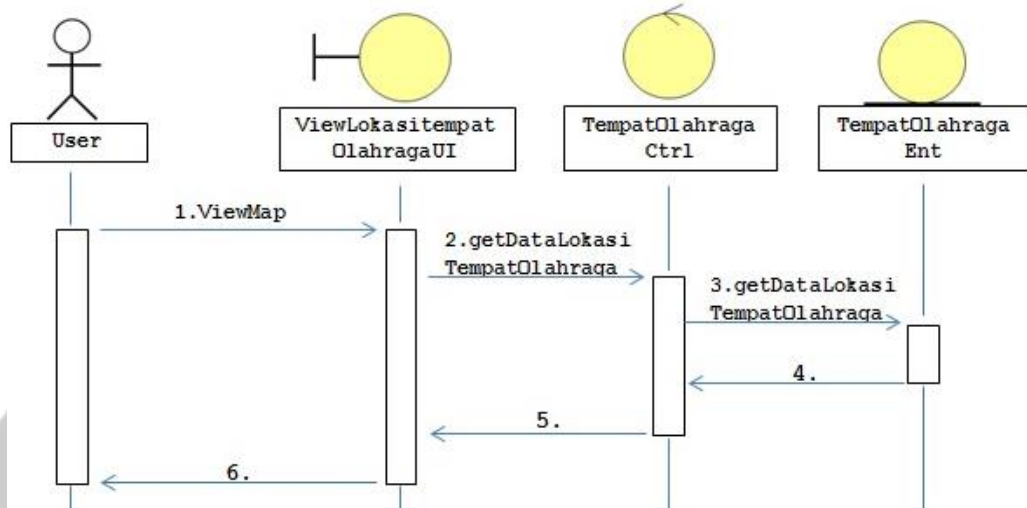 User
ViewLokasitempat
OlahragaUI
TempatOlahraga
Ctrl
TempatOlahraga
Ent
1.ViewMap
2.getDataLokasi
TempatOlahraga
3.getDataLokasi
TempatOlahraga
4.
5.
6.